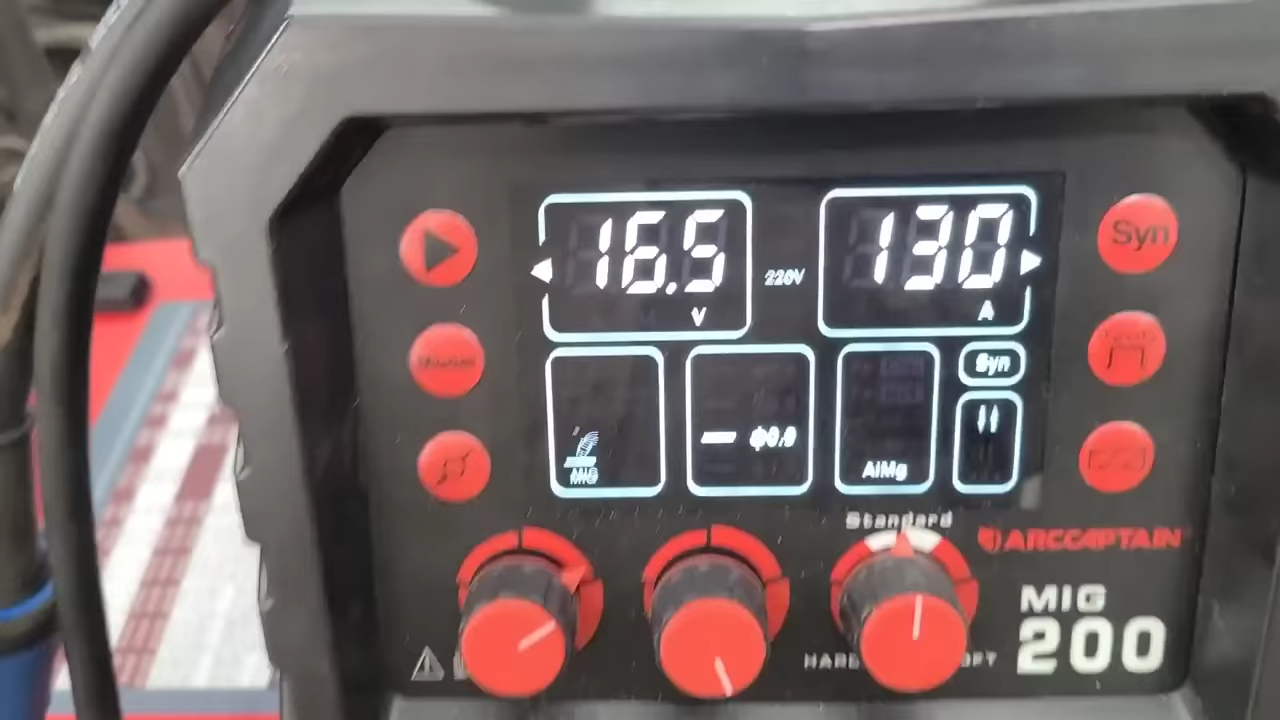 16.5
V
220V
130
A
Syn
MIG
ϕ0.9
AlMg
Syn
Standard
ARCCAPTAIN
MIG
200